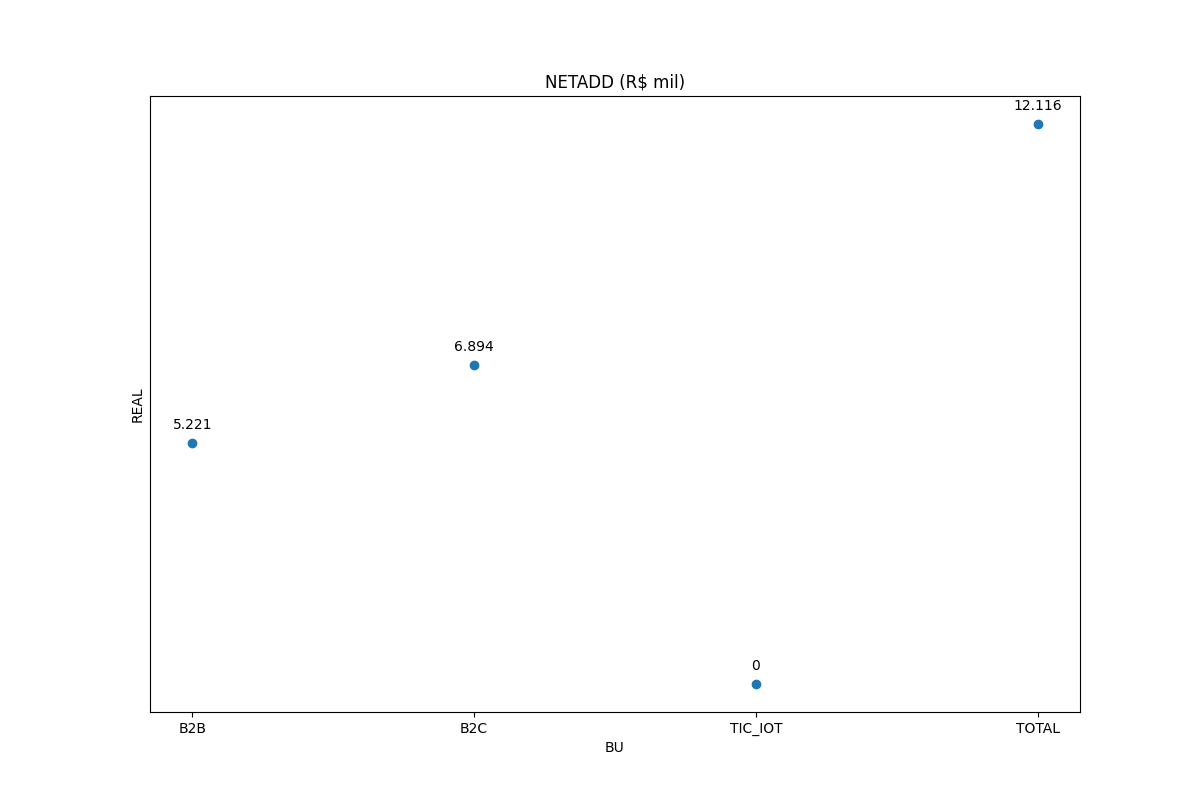 NETADD (R$ mil)
12.116
6.894
5.221
0
REAL
B2B
B2C
TIC_IOT
TOTAL
BU